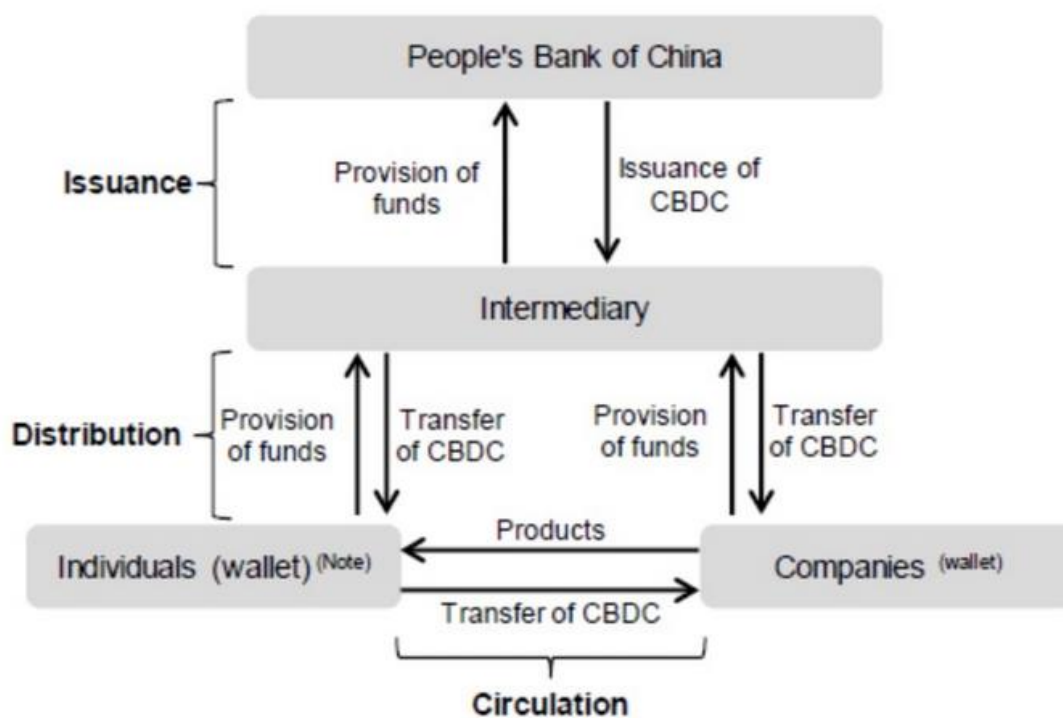 People's Bank of China
Issuance
Provision of
funds
Issuance of
CBDC
Intermediary
Distribution
Provision
of funds
Transfer
of CBDC
Provision
of funds
Transfer
of CBDC
Individuals (wallet) (Note)
Products
Companies (wallet)
Transfer of CBDC
Circulation